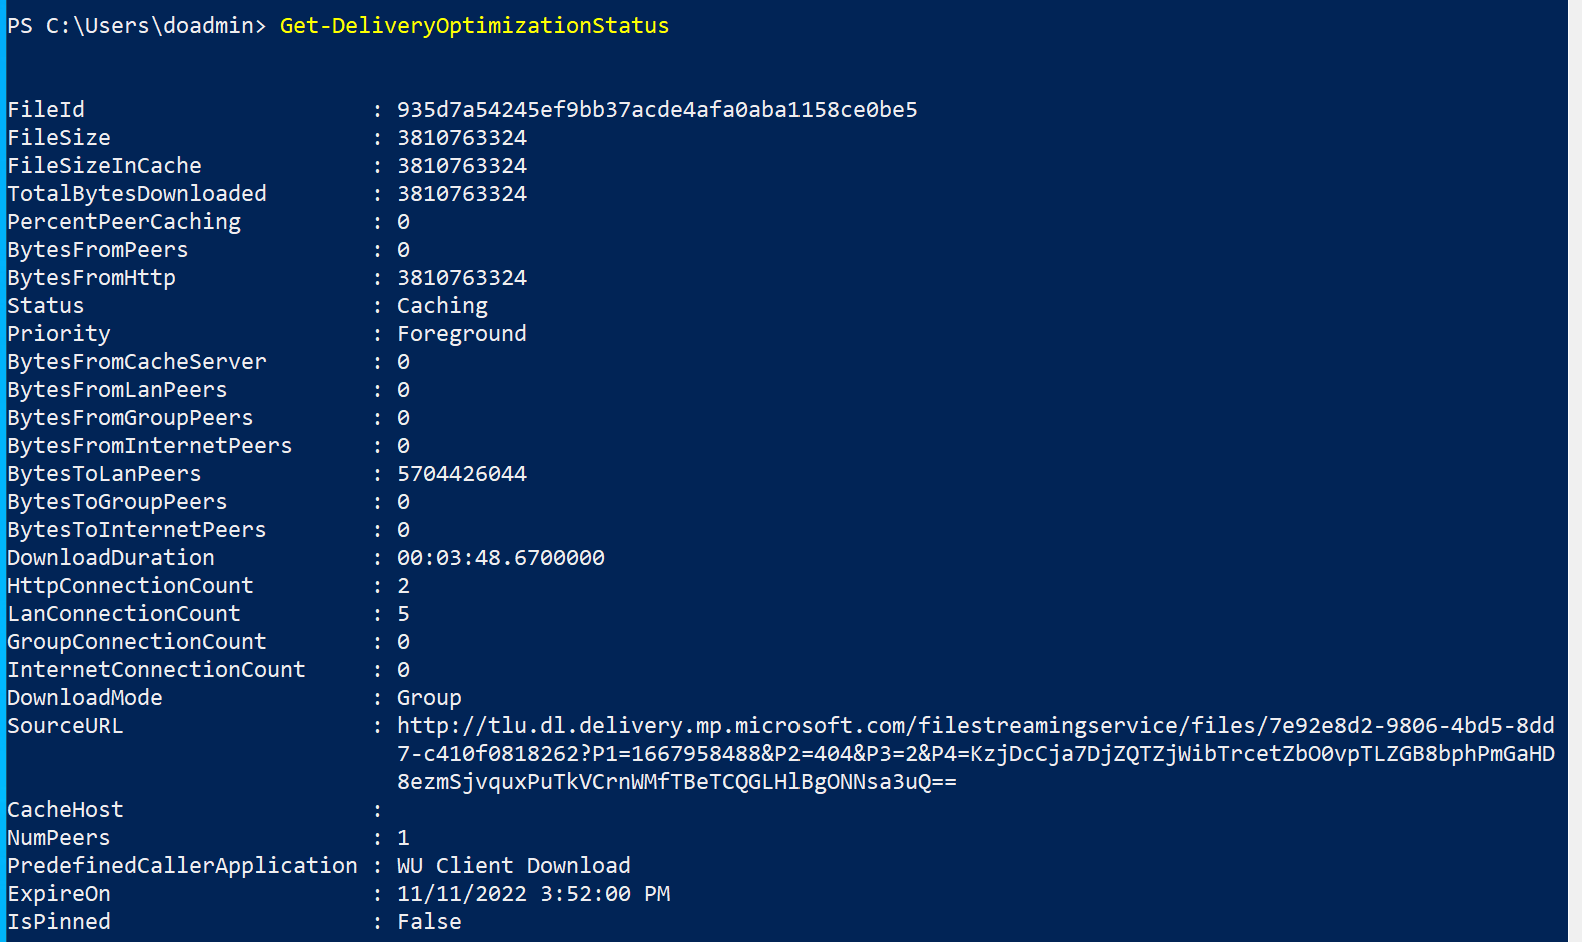 PS C:\Users\doadmin> Get-DeliveryOptimizationStatus
FileId : 935d7a54245ef9bb37acde4afa0aba1158ce0be5
FileSize : 3810763324
FileSizeInCache : 3810763324
TotalBytesDownloaded : 3810763324
PercentPeerCaching : 0
BytesFromPeers : 0
BytesFromHttp : 3810763324
Status : Caching
Priority : Foreground
BytesFromCacheServer : 0
BytesFromLanPeers : 0
BytesFromGroupPeers : 0
BytesFromInternetPeers : 0
BytesToLanPeers : 5704426044
BytesToGroupPeers : 0
BytesToInternetPeers : 0
DownloadDuration : 00:03:48.6700000
HttpConnectionCount : 2
LanConnectionCount : 5
GroupConnectionCount : 0
InternetConnectionCount : 0
DownloadMode : Group
SourceURL : http://tlu.dl.delivery.mp.microsoft.com/filestreamingservice/files/7e92e8d2-9806-4bd5-8dd
7-c410f0818262?P1=1667958488&P2=404&P3=2&P4=KzjDcCja7DjZQTZjWibTrcetZbO0vpTLZGB8bphPmGaHD
8ezmSjvquxPuTkVCrnWMfTBeTCQGLHlBgONNsa3uQ==
CacheHost :
NumPeers : 1
PredefinedCallerApplication : WU Client Download
ExpireOn : 11/11/2022 3:52:00 PM
IsPinned : False